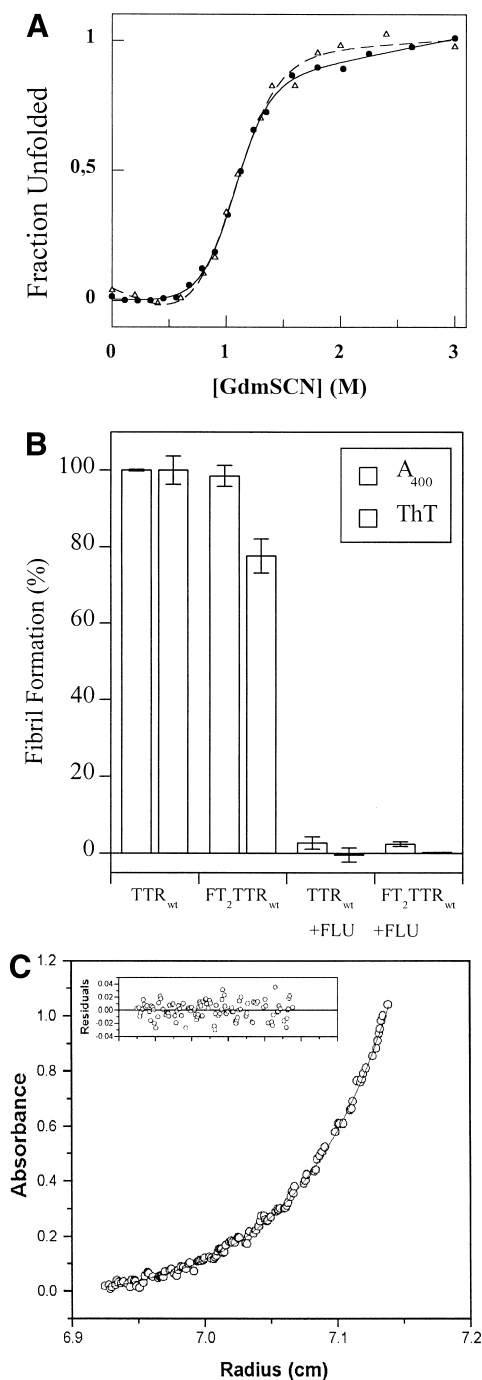 A
Fraction Unfolded
1
0,5
0
0
1
2
3
[GdmSCN] (M)
B
Fibril Formation (%)
100
80
60
40
20
0
A400
ThT
TTRwt
FT2TTRwt
TTRwt
+FLU
FT2TTRwt
+FLU
C
Absorbance
1.2
1.0
0.8
0.6
0.4
0.2
0.0
Residuals
0.04
0.02
0.00
-0.02
-0.04
6.9
7.0
7.1
7.2
Radius (cm)